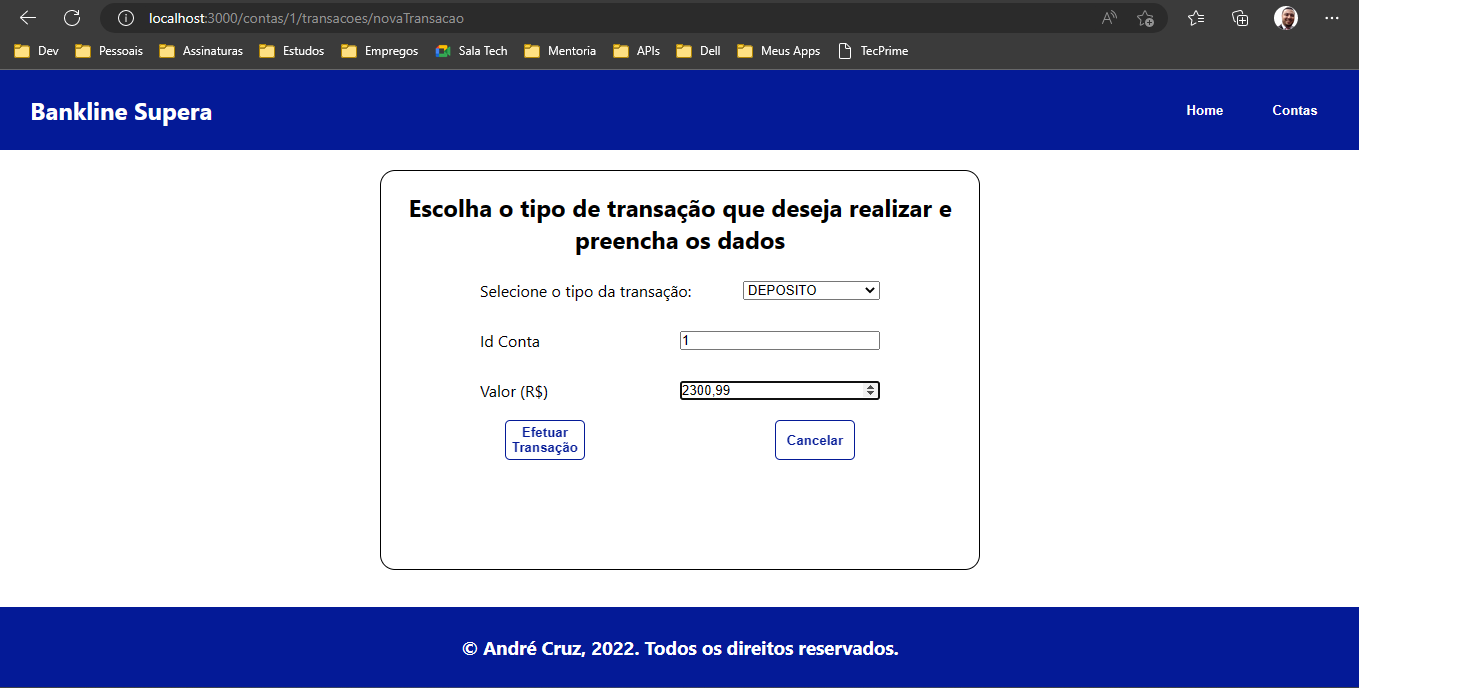 localhost:3000/contas/1/transacoes/novaTransacao
Dev Pessoais Assinaturas Estudos Empregos Sala Tech Mentoria APIs Dell Meus Apps TecPrime
Bankline Supera Home Contas
Escolha o tipo de transação que deseja realizar e
preencha os dados
Selecione o tipo da transação: DEPOSITO
Id Conta 1
Valor (R$) 2300,99
Efetuar
Transação
Cancelar
© André Cruz, 2022. Todos os direitos reservados.